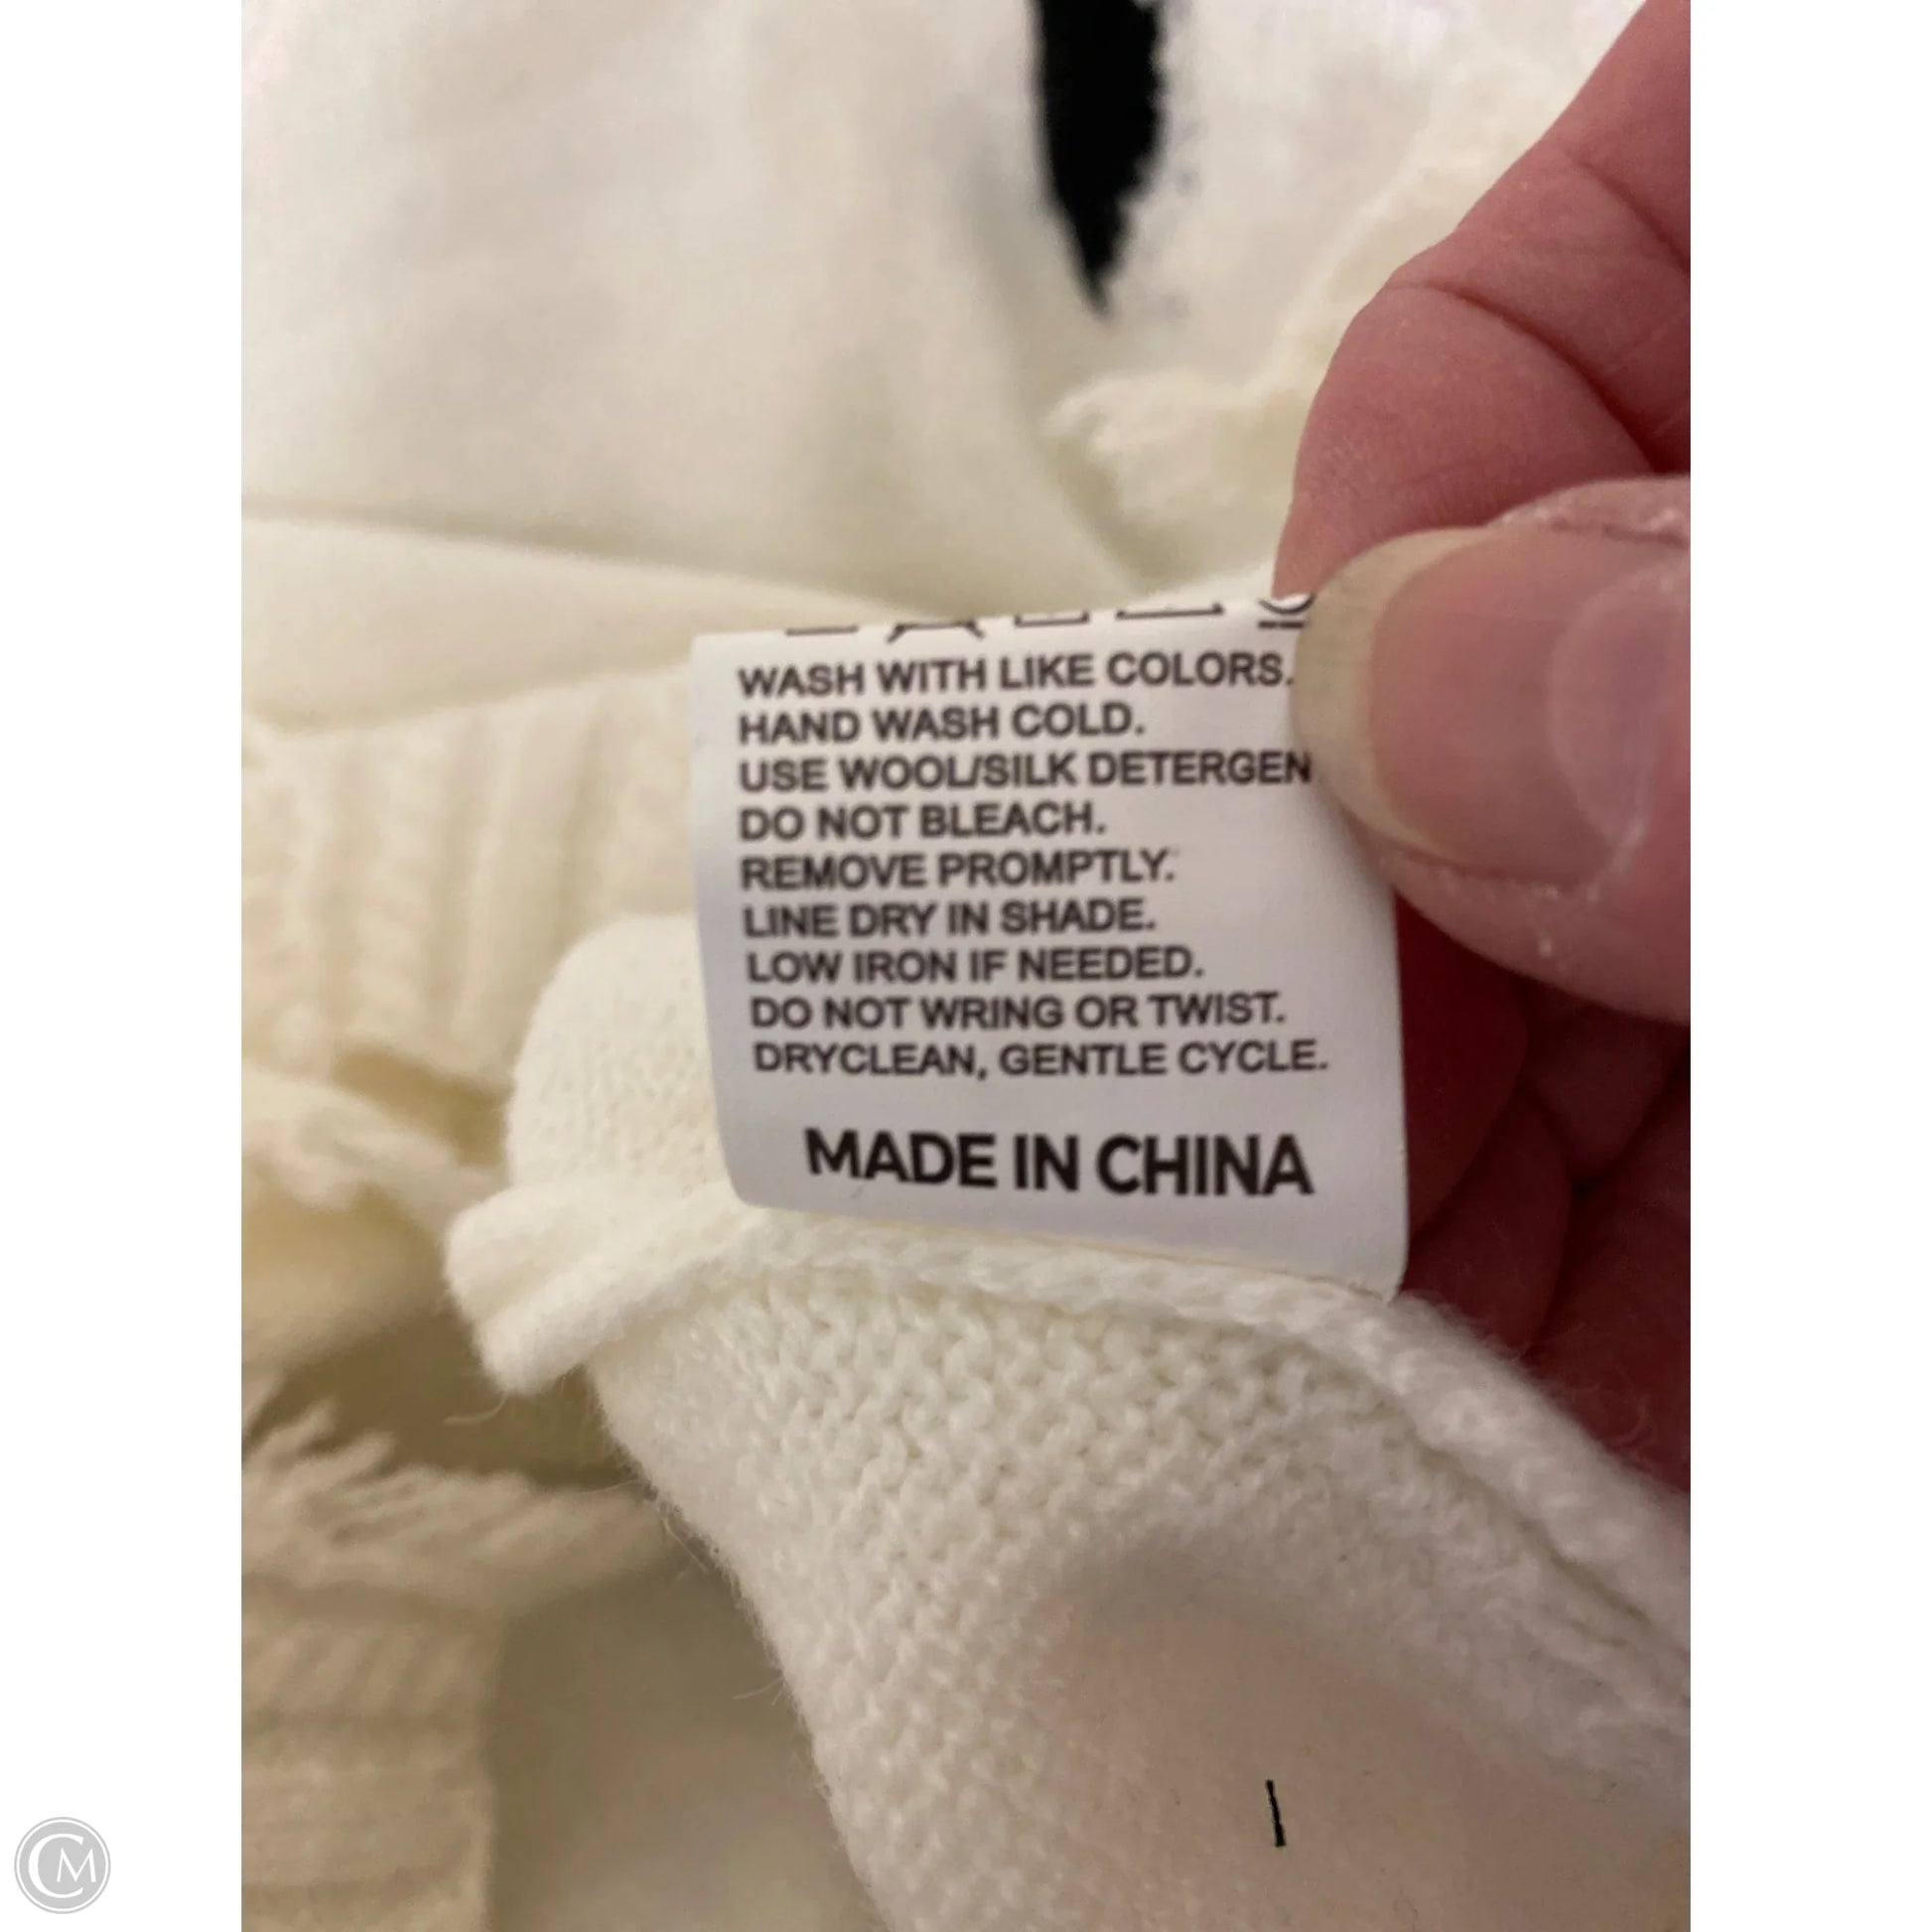 WASH WITH LIKE COLORS.
HAND WASH COLD.
USE WOOL/SILK DETERGEN
DO NOT BLEACH.
REMOVE PROMPTLY.
LINE DRY IN SHADE.
LOW IRON IF NEEDED.
DO NOT WRING OR TWIST.
DRYCLEAN, GENTLE CYCLE.
MADE IN CHINA
CM